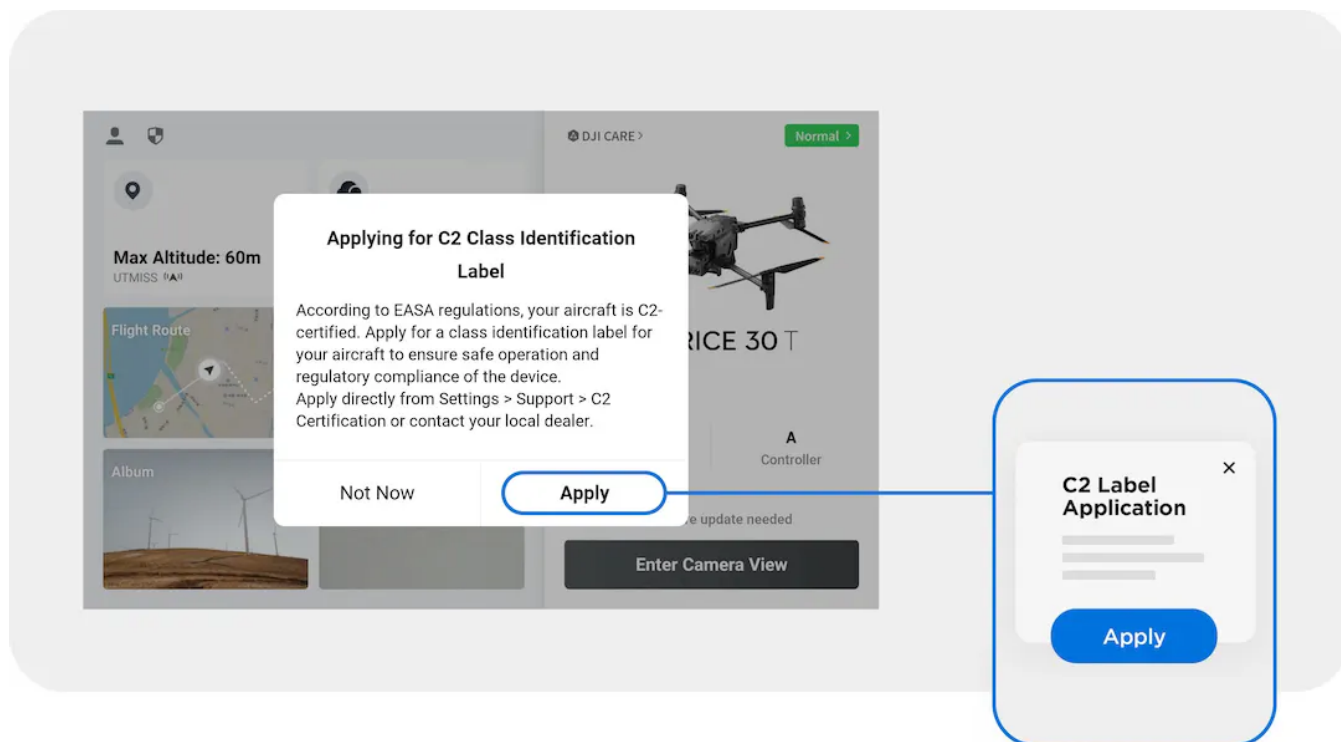 DJI CARE >
Normal >
Max Altitude: 60m
UTMISS
Flight Route
Album
Applying for C2 Class Identification
Label
According to EASA regulations, your aircraft is C2-
certified. Apply for a class identification label for
your aircraft to ensure safe operation and
regulatory compliance of the device.
Apply directly from Settings > Support > C2
Certification or contact your local dealer.
Not Now
Apply
RICE 30 T
A
Controller
e update needed
Enter Camera View
C2 Label
Application
Apply